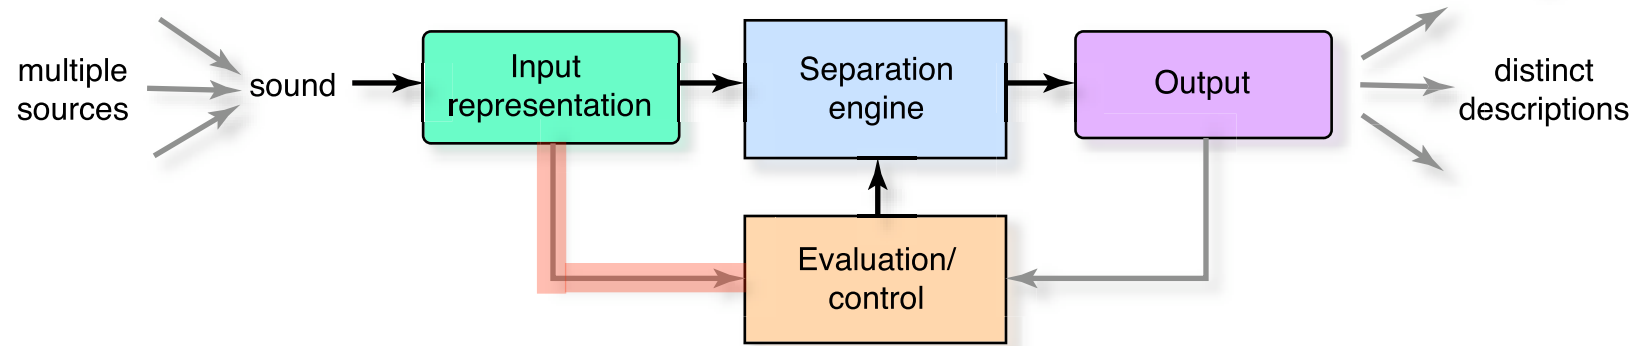 multiple
sources
sound
Input
representation
Separation
engine
Output
distinct
descriptions
Evaluation/
control